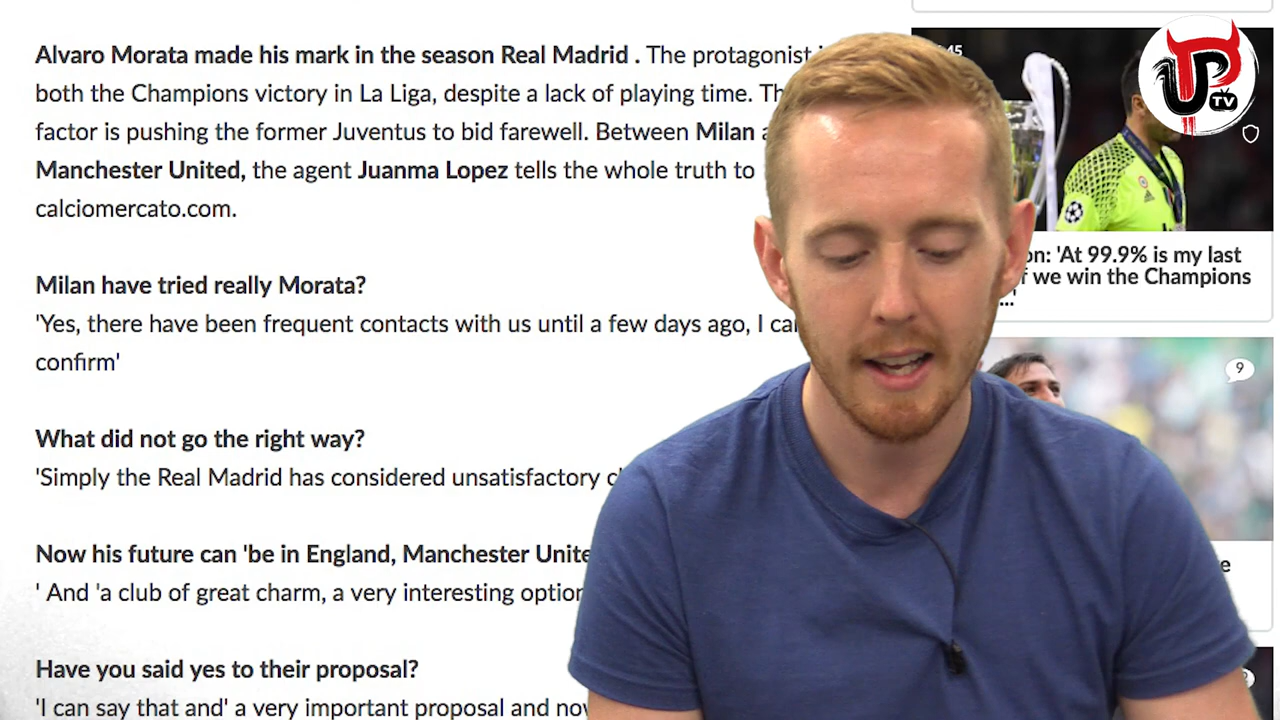 Alvaro Morata made his mark in the season Real Madrid . The protagonist
both the Champions victory in La Liga, despite a lack of playing time.
factor is pushing the former Juventus to bid farewell. Between Milan
Manchester United, the agent Juanma Lopez tells the whole truth to
calciomercato.com.
Milan have tried really Morata?
'Yes, there have been frequent contacts with us until a few days ago, I
confirm'
What did not go the right way?
'Simply the Real Madrid has considered unsatisfactory
Now his future can 'be in England, Manchester
' And 'a club of great charm, a very interesting
Have you said yes to their proposal?
'I can say that and' a very important proposal and
UP
TV
45
'At 99.9% is my last
we win the Champions
...'
9